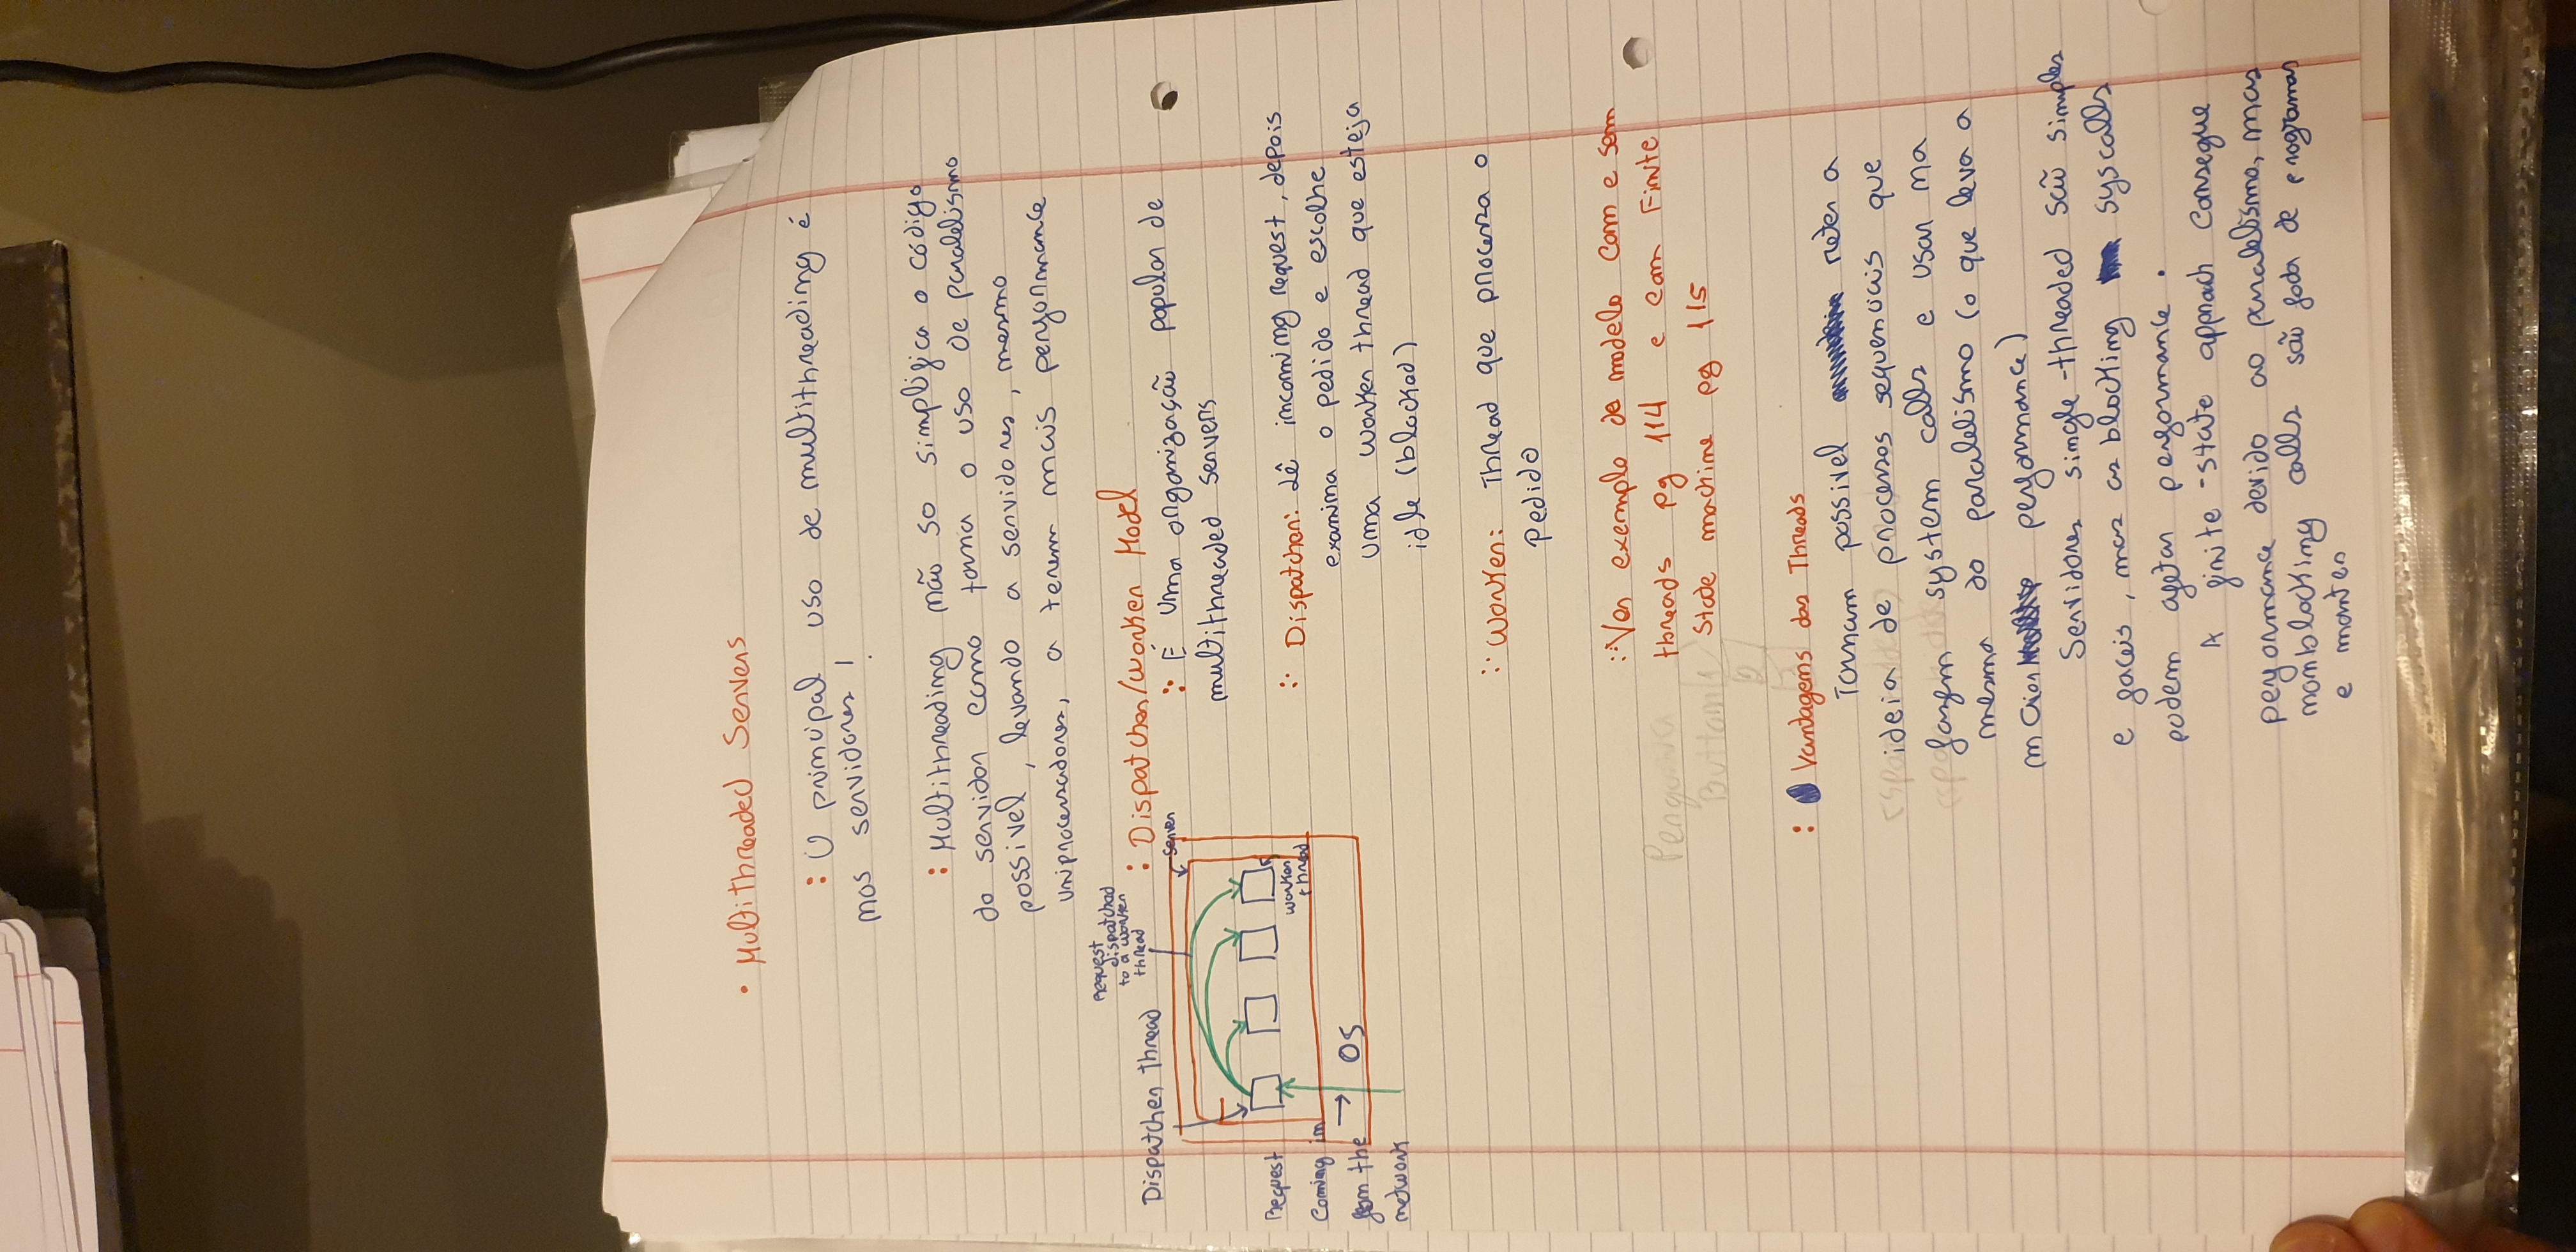 • Multithreaded Servers
: O principal uso de multithreading é
nos servidores !
: Multithreading não so simplifica o código
do servidor como torna o uso de paralelismo
possivel, levando a servidores, mesmo
uniprocessadores, a terem mais performance
Request
dispatchad
to a worker
thread
Dispatcher thread
server
Request
Coming in
from the
network
→ OS
worker
thread
: Dispatcher/worker Model
:: É uma organização popular de
multithreaded servers
:: Dispatcher: Lê incoming request, depois
examina o pedido e escolhe
uma worker thread que esteja
idle (blocked)
:: Worker: Thread que processa o
pedido
:: Ver exemplo de modelo com e sem
threads pg 114 e com Finite
State machine pg 115
: Vantagens das Threads
Tornam possivel reter a
ideia de processos sequenciais que
fazem system calls e usar na
mesma do paralelismo (o que leva a
maior performance)
Servidores single-threaded são simples
e faceis, mas as blocking syscalls
podem afetar performance.
A finite-state approach consegue
performance devido ao paralelismo, mas
nonblocking calls são foda de programar
e manter